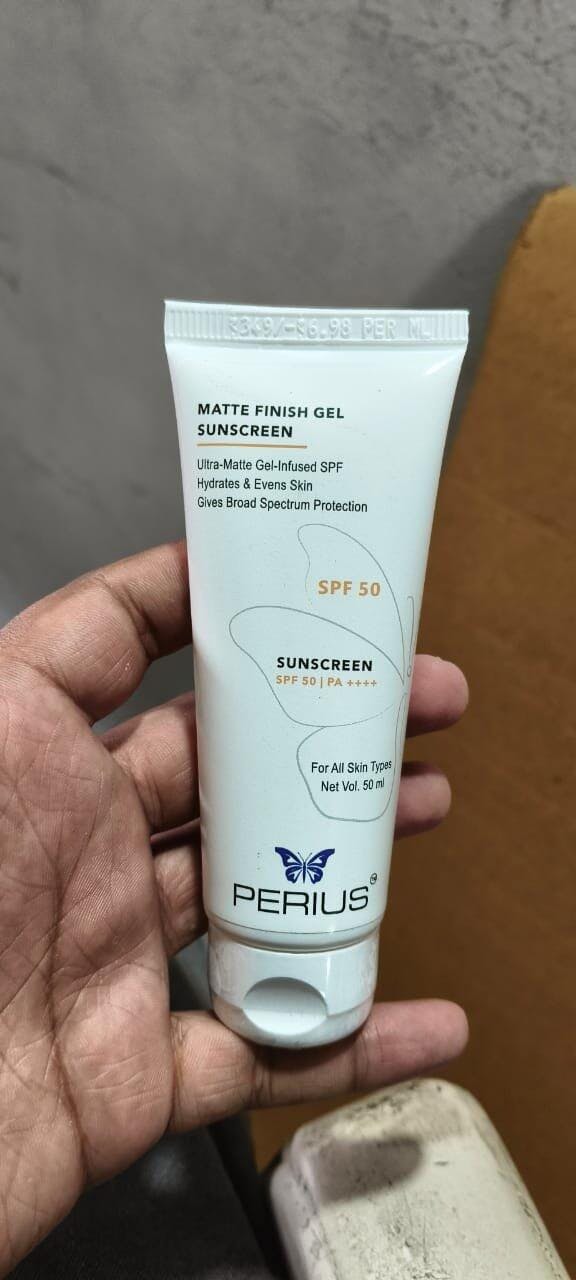 ₹349/-₹6.98 PER ML
MATTE FINISH GEL
SUNSCREEN
Ultra-Matte Gel-Infused SPF
Hydrates & Evens Skin
Gives Broad Spectrum Protection
SPF 50
SUNSCREEN
SPF 50 | PA ++++
For All Skin Types
Net Vol. 50 ml
PERIUS